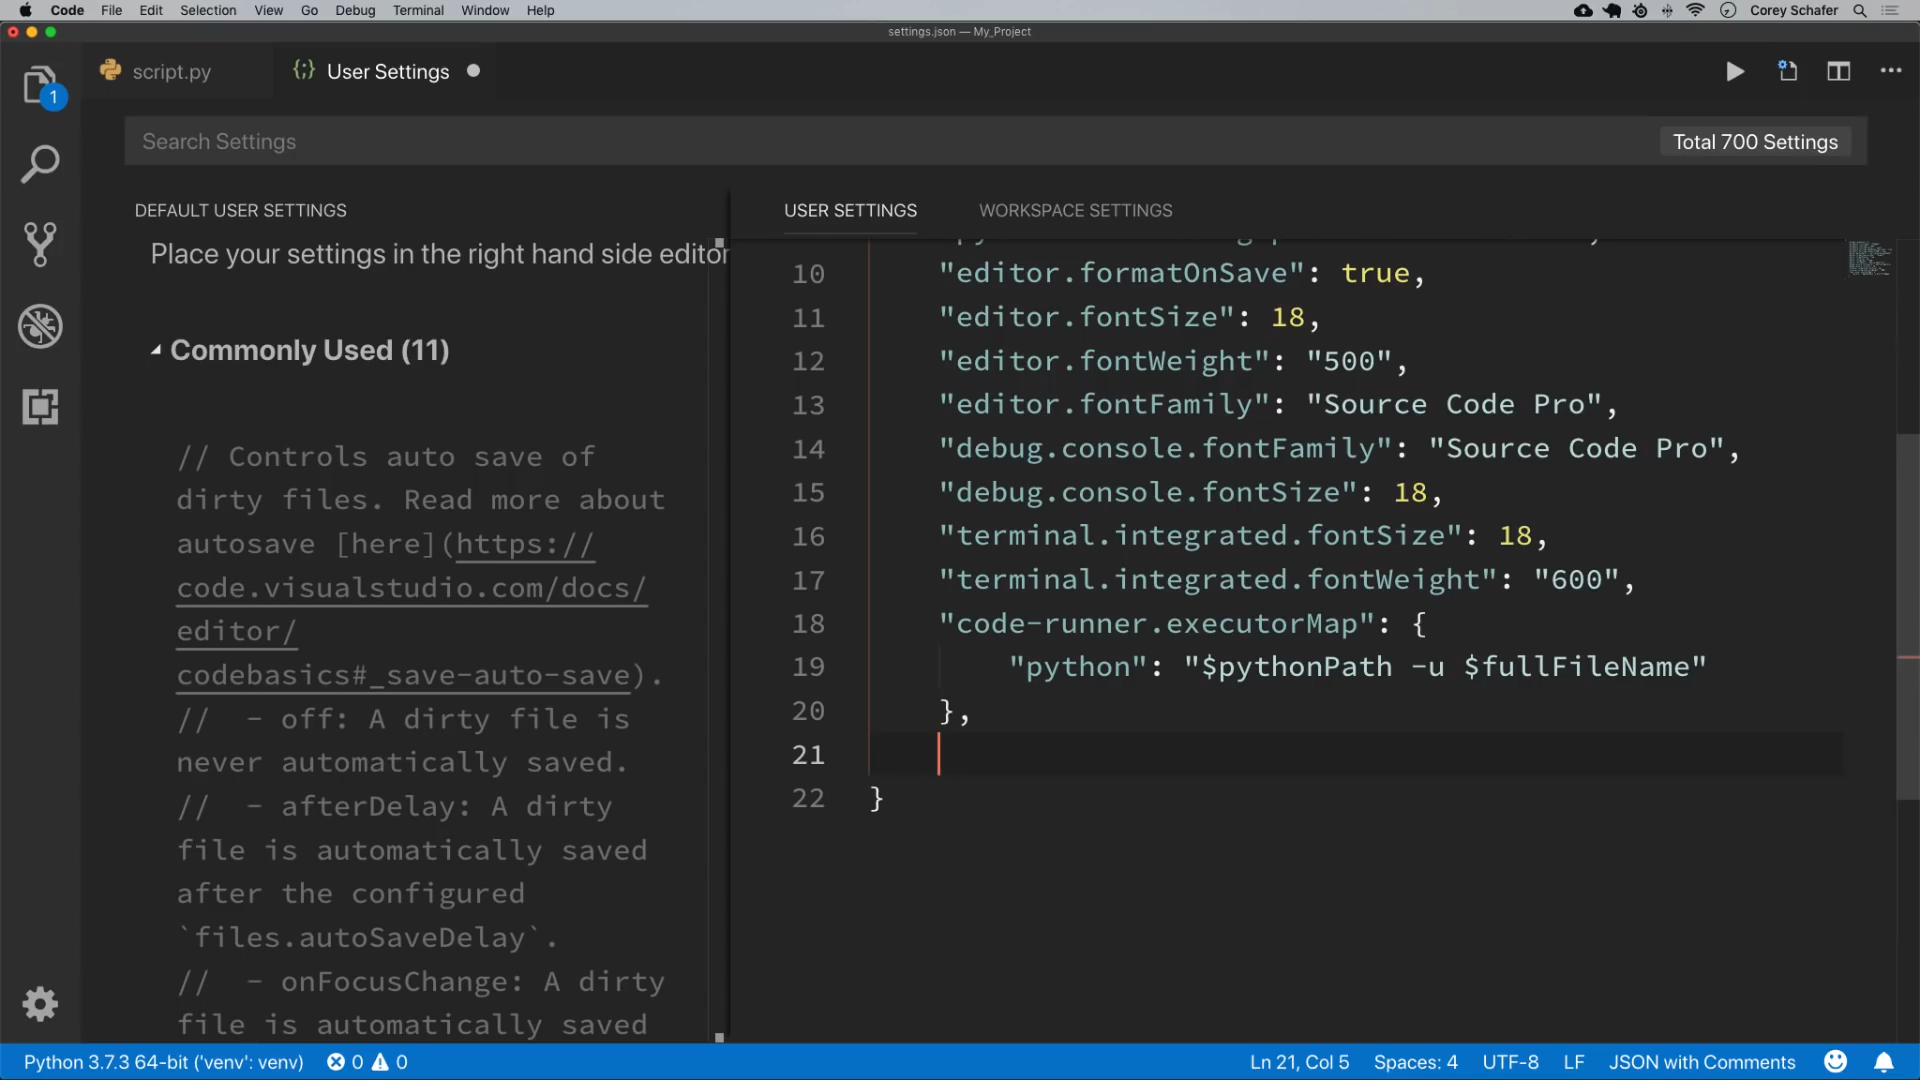 Code File Edit Selection View Go Debug Terminal Window Help Corey Schafer
settings.json — My_Project
script.py User Settings
1
Search Settings Total 700 Settings
DEFAULT USER SETTINGS
Place your settings in the right hand side editor
Commonly Used (11)
// Controls auto save of
dirty files. Read more about
autosave [here](https://
code.visualstudio.com/docs/
editor/
codebasics#_save-auto-save).
//  - off: A dirty file is
never automatically saved.
//  - afterDelay: A dirty
file is automatically saved
after the configured
`files.autoSaveDelay`.
//  - onFocusChange: A dirty
file is automatically saved
USER SETTINGS WORKSPACE SETTINGS
10 "editor.formatOnSave": true,
11 "editor.fontSize": 18,
12 "editor.fontWeight": "500",
13 "editor.fontFamily": "Source Code Pro",
14 "debug.console.fontFamily": "Source Code Pro",
15 "debug.console.fontSize": 18,
16 "terminal.integrated.fontSize": 18,
17 "terminal.integrated.fontWeight": "600",
18 "code-runner.executorMap": {
19 "python": "$pythonPath -u $fullFileName"
20 },
21
22 }
Python 3.7.3 64-bit ('venv': venv) 0 0 Ln 21, Col 5 Spaces: 4 UTF-8 LF JSON with Comments